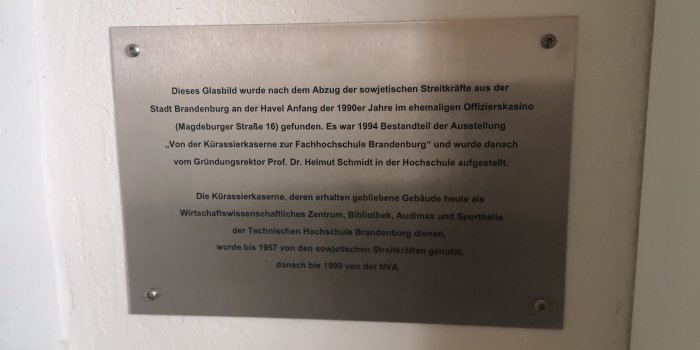 Dieses Glasbild wurde nach dem Abzug der sowjetischen Streitkräfte aus der
Stadt Brandenburg an der Havel Anfang der 1990er Jahre im ehemaligen Offizierskasino
(Magdeburger Straße 16) gefunden. Es war 1994 Bestandteil der Ausstellung
„Von der Kürassierkaserne zur Fachhochschule Brandenburg“ und wurde danach
vom Gründungsrektor Prof. Dr. Helmut Schmidt in der Hochschule aufgestellt.
Die Kürassierkaserne, deren erhalten gebliebene Gebäude heute als
Wirtschaftswissenschaftliches Zentrum, Bibliothek, Audimax und Sporthalle
der Technischen Hochschule Brandenburg dienen,
wurde bis 1957 von den sowjetischen Streitkräften genutzt,
danach bis 1990 von der NVA.